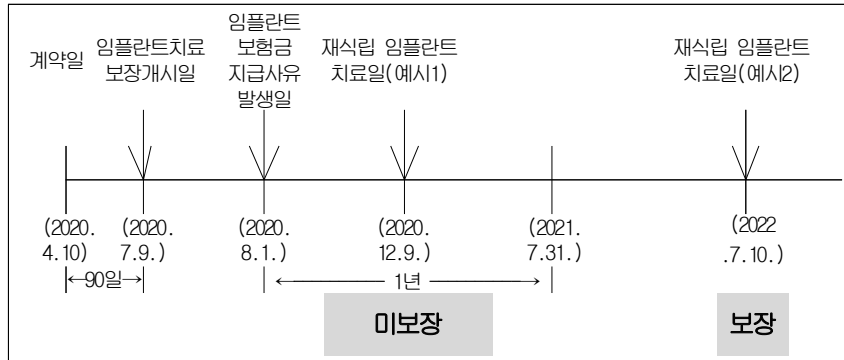 계약일
임플란트치료
보장개시일
임플란트
보험금
지급사유
발생일
재식립 임플란트
치료일(예시1)
재식립 임플란트
치료일(예시2)
(2020.
4.10)
(2020.
7.9.)
(2020.
8.1.)
(2020.
12.9.)
(2021.
7.31.)
(2022
.7.10.)
←90일→
← 1년 →
미보장
보장